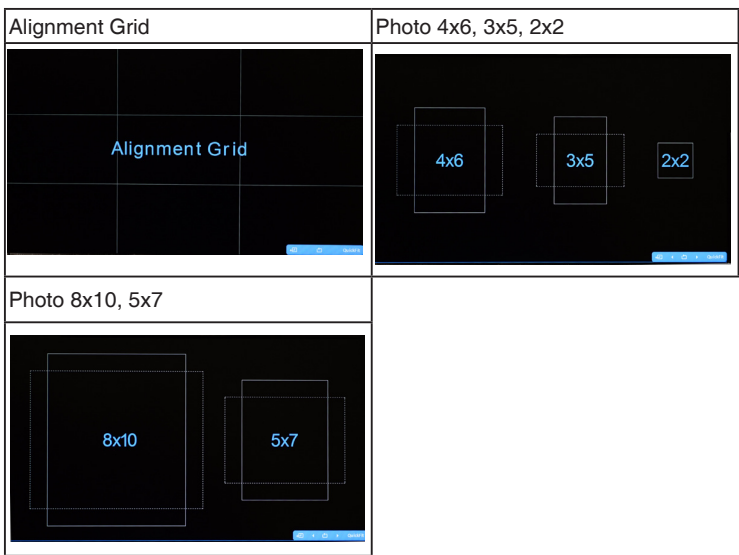 Alignment Grid
Photo 4x6, 3x5, 2x2
Alignment Grid
4x6
3x5
2x2
Photo 8x10, 5x7
8x10
5x7